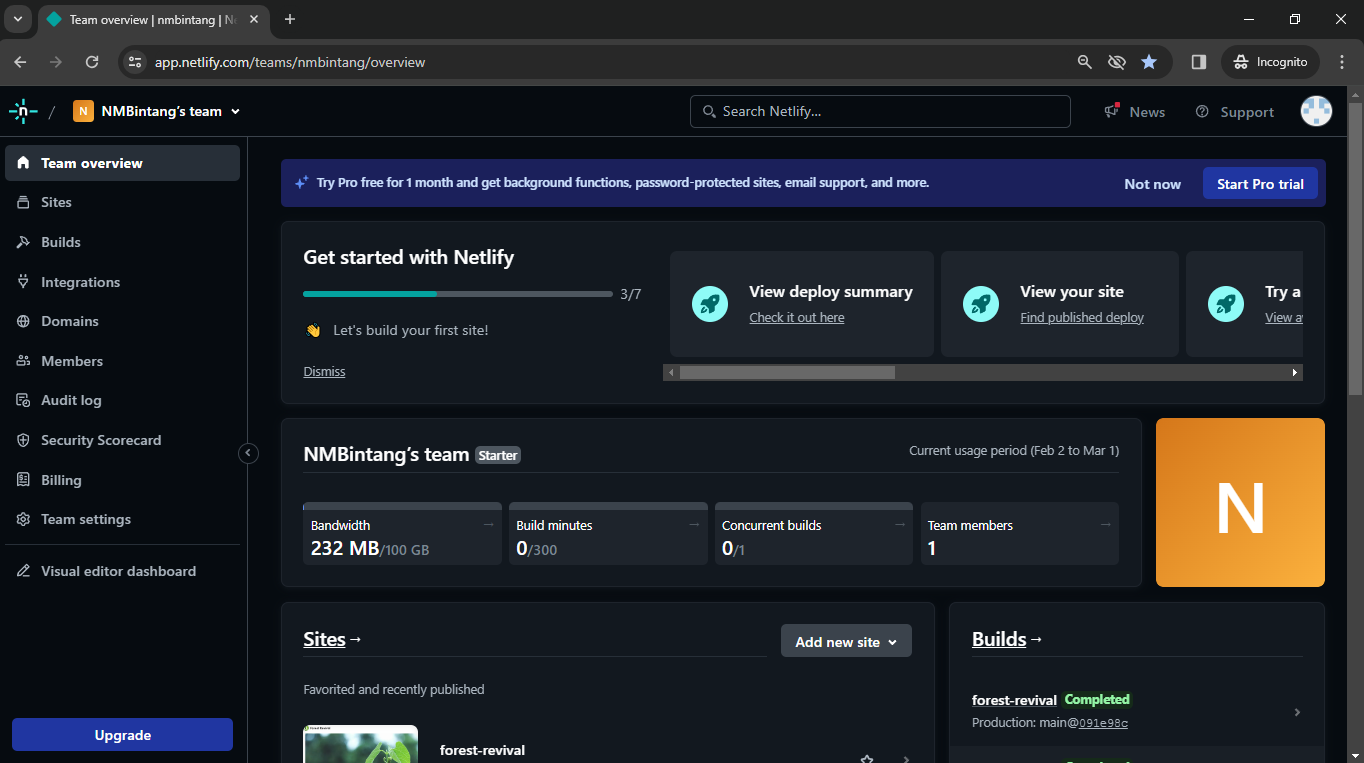 Team overview | nmbintang | N
app.netlify.com/teams/nmbintang/overview
Incognito
n / N NMBintang’s team
Search Netlify...
News
Support
Team overview
Sites
Builds
Integrations
Domains
Members
Audit log
Security Scorecard
Billing
Team settings
Visual editor dashboard
Upgrade
Try Pro free for 1 month and get background functions, password-protected sites, email support, and more.
Not now
Start Pro trial
Get started with Netlify
3/7
👋 Let's build your first site!
Dismiss
View deploy summary
Check it out here
View your site
Find published deploy
Try a
View
NMBintang’s team Starter
Current usage period (Feb 2 to Mar 1)
Bandwidth →
232 MB/100 GB
Build minutes →
0/300
Concurrent builds →
0/1
Team members →
1
N
Sites →
Add new site
Favorited and recently published
forest-revival
Builds →
forest-revival Completed
Production: main@091e98c